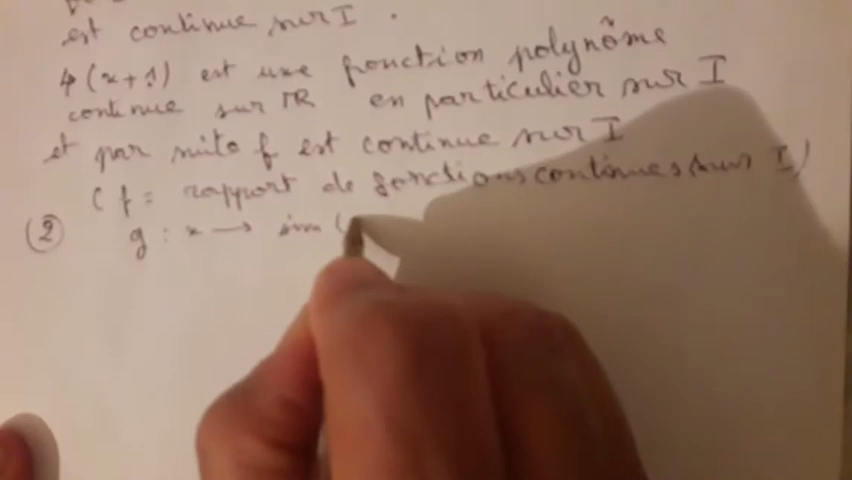 est continue sur I.
4(x+1) est une fonction polynôme
continue sur IR en particulier sur I
et par suite f est continue sur I
(f = rapport de fonctions continues sur I)
(2) g : x → sin (